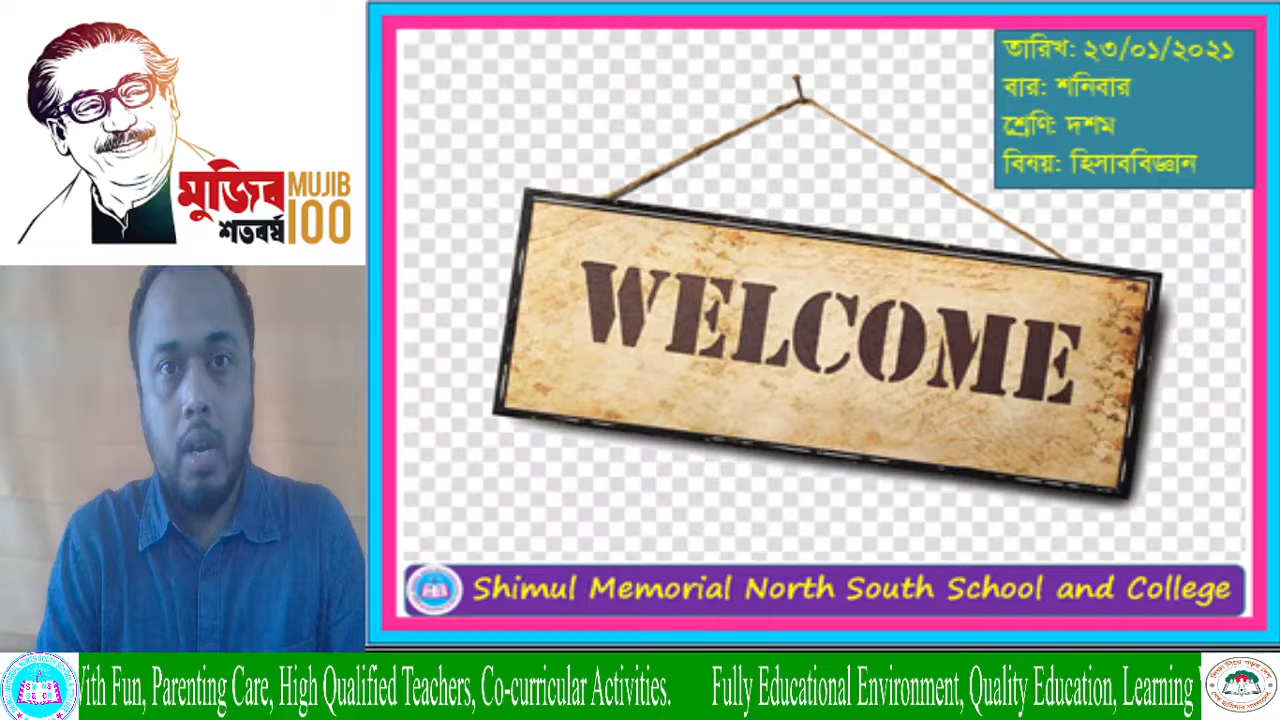 মুজিব
শতবর্ষ
MUJIB
100
তারিখ: ২৩/০১/২০২১
বার: শনিবার
শ্রেণি: দশম
বিষয়: হিসাববিজ্ঞান
WELCOME
Shimul Memorial North South School and College
With Fun, Parenting Care, High Qualified Teachers, Co-curricular Activities. Fully Educational Environment, Quality Education, Learning